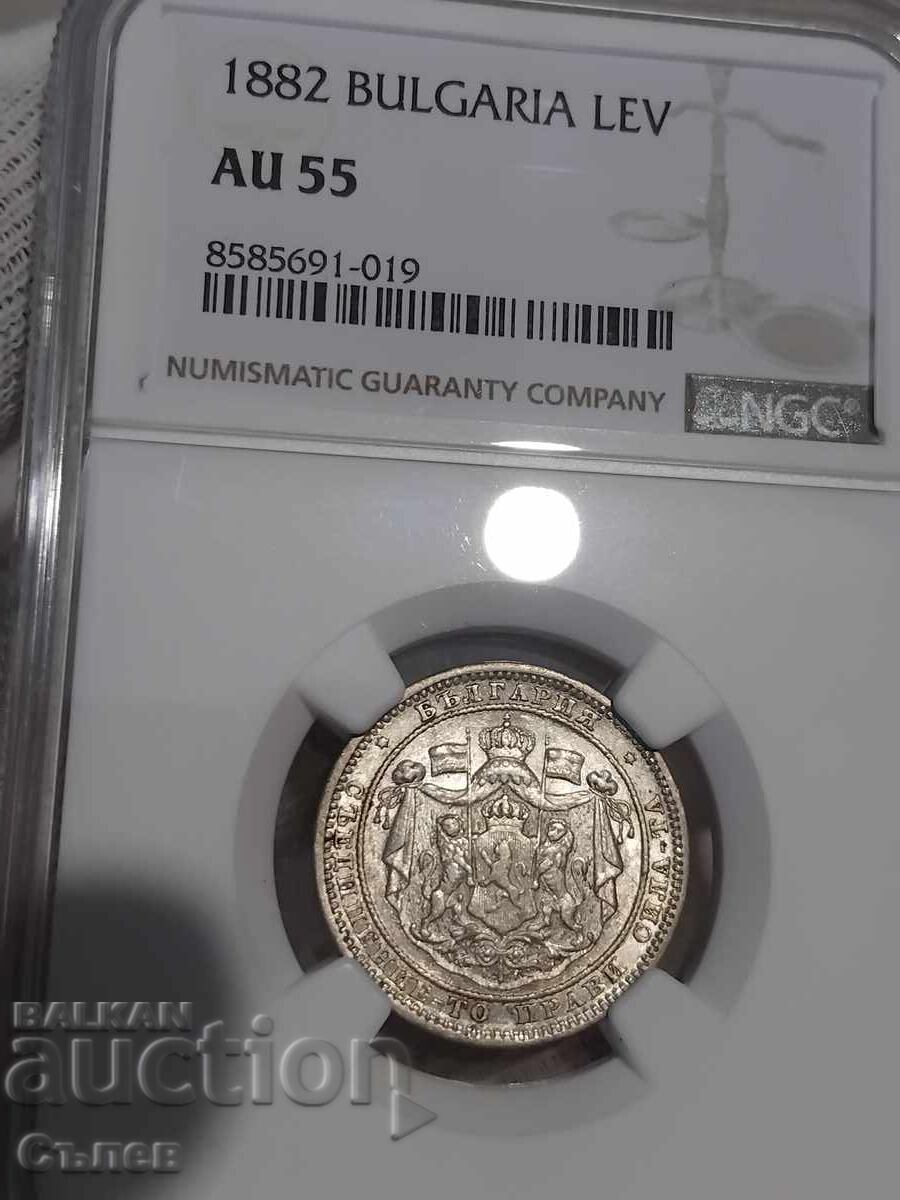 1882 BULGARIA LEV
AU 55
8585691-019
NUMISMATIC GUARANTY COMPANY
NGC®
БЪЛГАРИЯ
СЪЕДИНЕНИЕ-ТО ПРАВИ
СИЛА-ТА
BALKAN
auction
Сълев